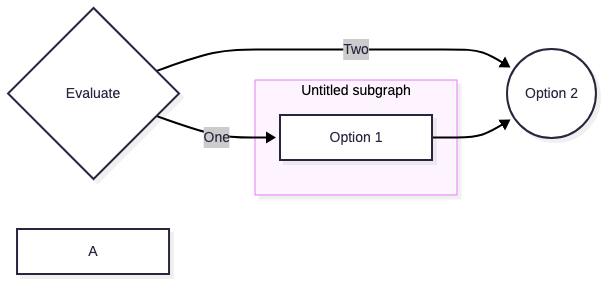 Two
Untitled subgraph
Evaluate
Option 2
One
Option 1
A